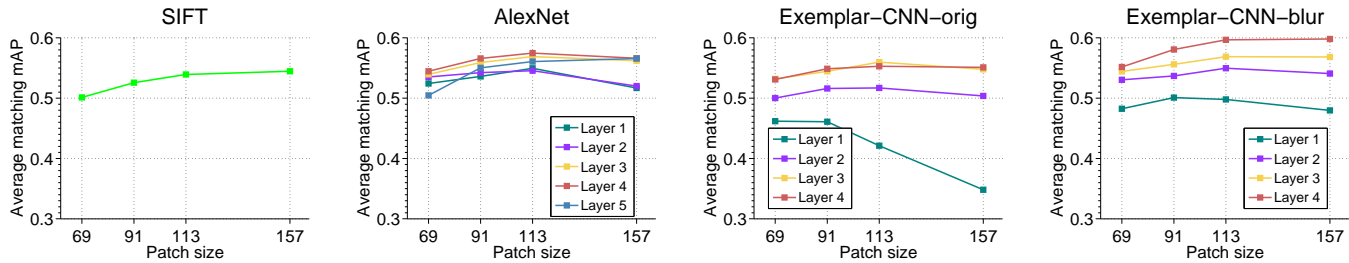 SIFT
Average matching mAP
0.6
0.5
0.4
0.3
69 91 113 157
Patch size
AlexNet
Average matching mAP
0.6
0.5
0.4
0.3
Layer 1
Layer 2
Layer 3
Layer 4
Layer 5
69 91 113 157
Patch size
Exemplar−CNN−orig
Average matching mAP
0.6
0.5
0.4
0.3
Layer 1
Layer 2
Layer 3
Layer 4
69 91 113 157
Patch size
Exemplar−CNN−blur
Average matching mAP
0.6
0.5
0.4
0.3
Layer 1
Layer 2
Layer 3
Layer 4
69 91 113 157
Patch size